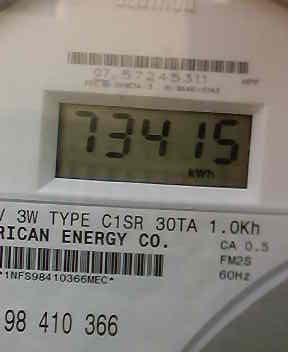 07.57245311
73415
kWh
V 3W TYPE C1SR 30TA 1.0Kh
RICAN ENERGY CO.
CA 0.5
FM2S
60Hz
*1NFS98410366MEC*
98 410 366